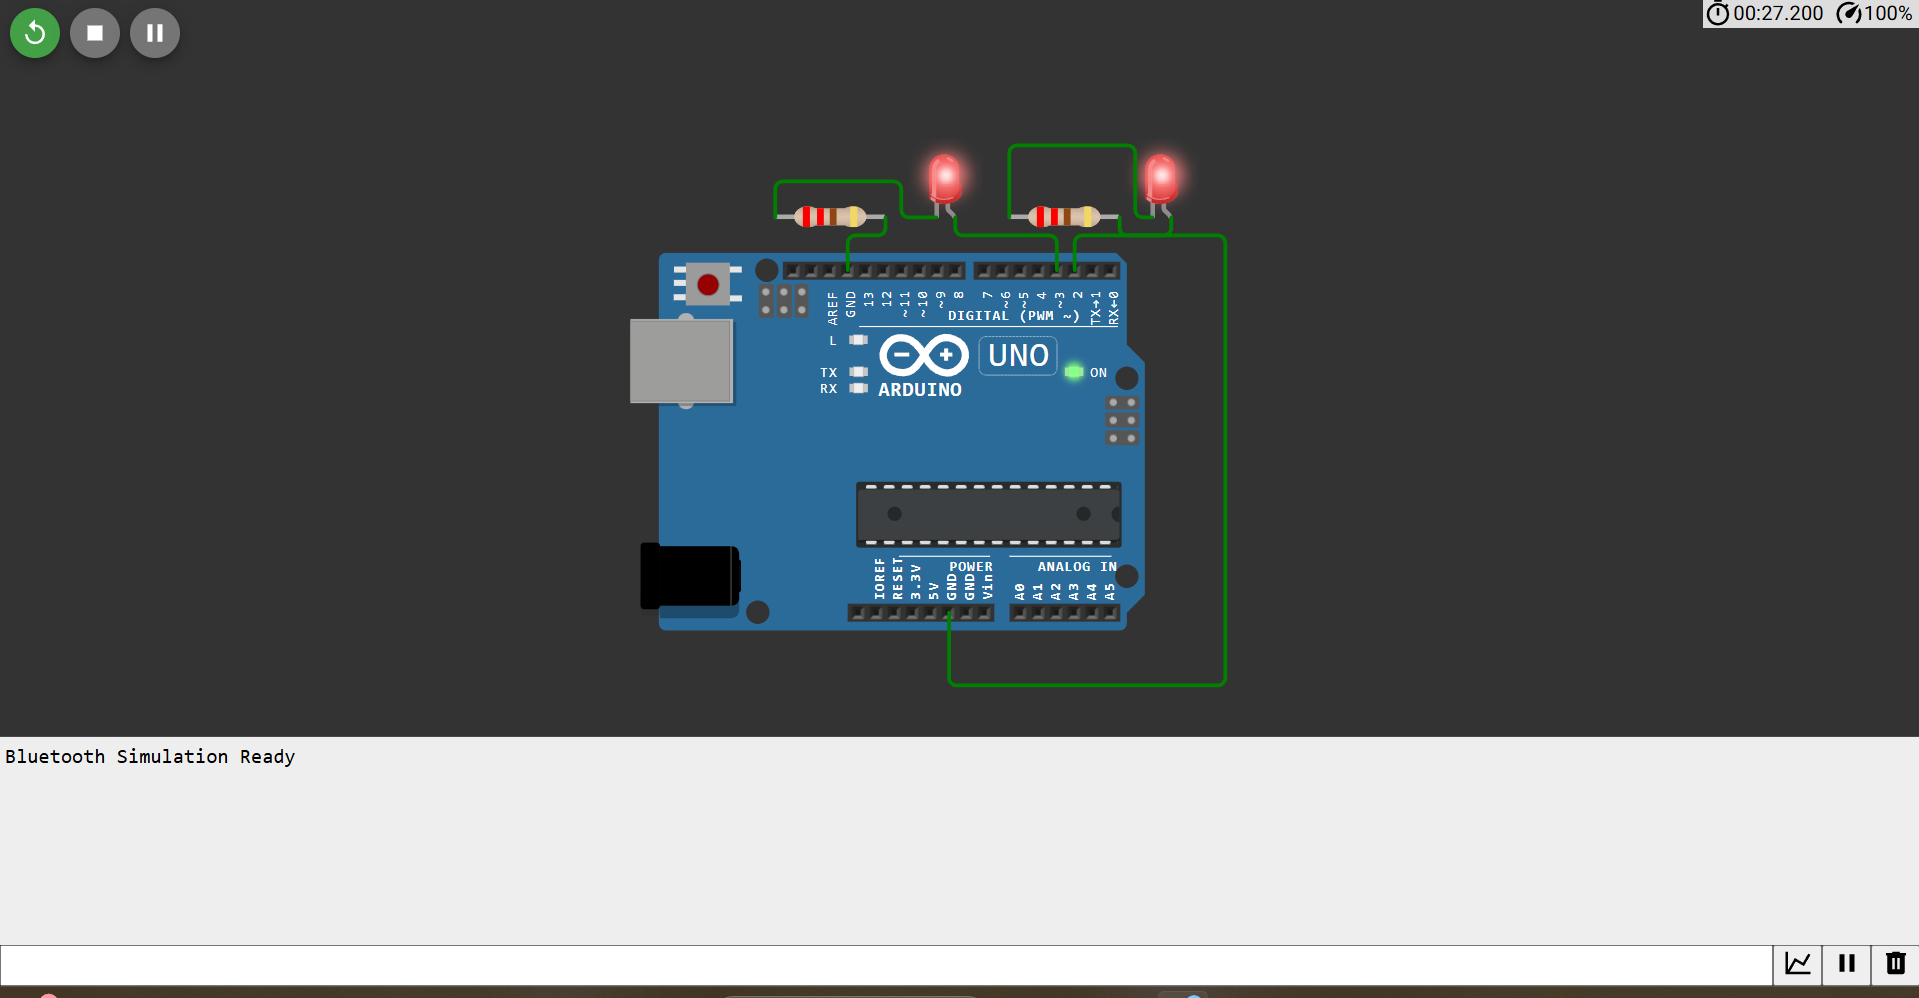 00:27.200 100%
AREF GND 13 12 ~11 ~10 ~9 8 7 ~6 ~5 4 ~3 2 TX→1 RX←0
DIGITAL (PWM ~)
L
UNO
TX ON
RX ARDUINO
POWER ANALOG IN
IOREF RESET 3.3V 5V GND GND Vin A0 A1 A2 A3 A4 A5
Bluetooth Simulation Ready